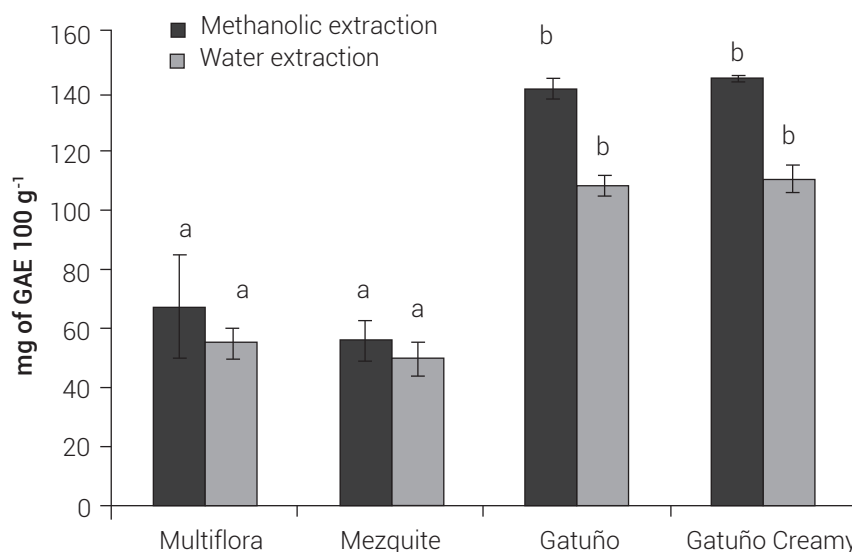 Methanolic extraction
Water extraction
mg of GAE 100 g⁻¹
160
140
120
100
80
60
40
20
0
a
a
a
a
b
b
b
b
Multiflora
Mezquite
Gatuño
Gatuño Creamy